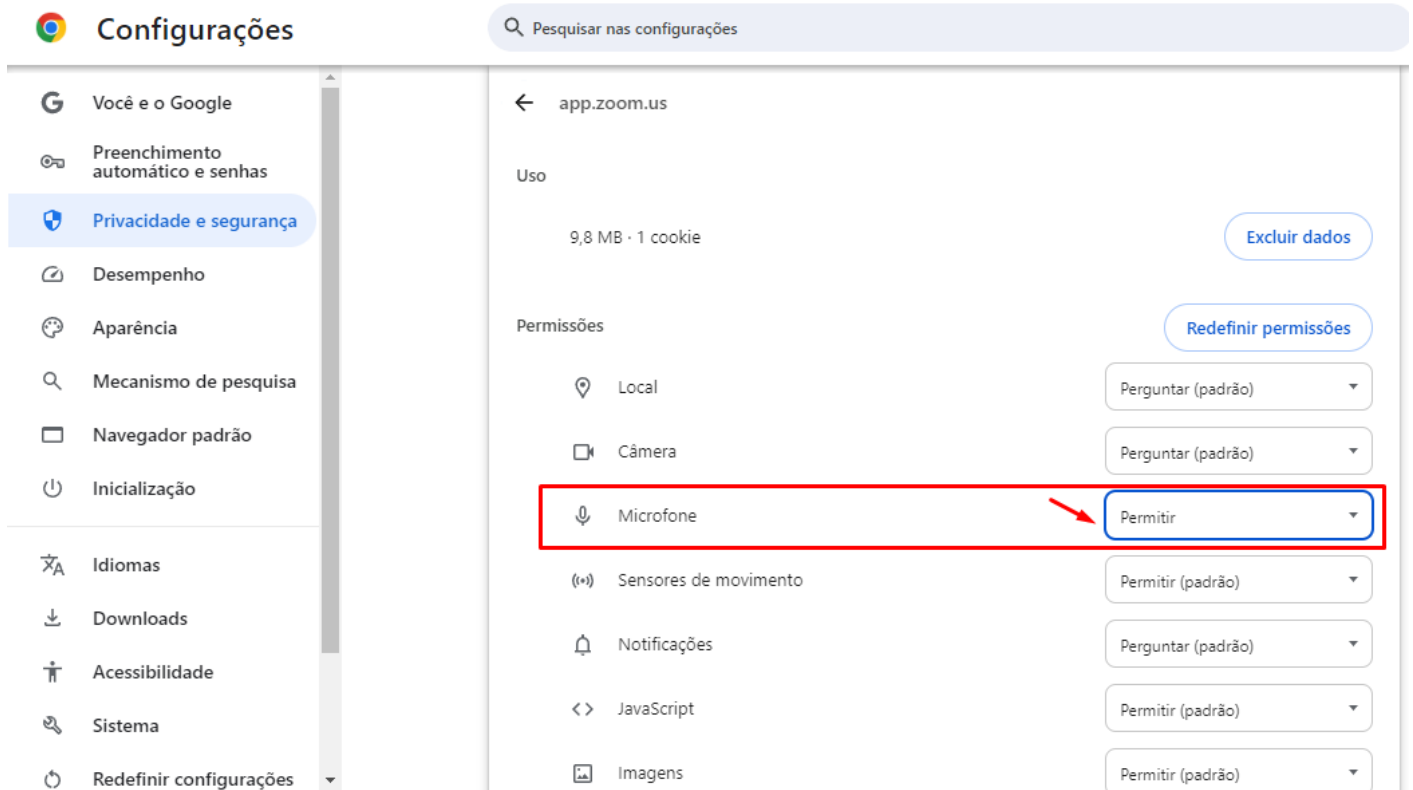 Configurações
Pesquisar nas configurações
Você e o Google
Preenchimento
automático e senhas
Privacidade e segurança
Desempenho
Aparência
Mecanismo de pesquisa
Navegador padrão
Inicialização
Idiomas
Downloads
Acessibilidade
Sistema
Redefinir configurações
app.zoom.us
Uso
9,8 MB · 1 cookie
Excluir dados
Permissões
Redefinir permissões
Local
Perguntar (padrão)
Câmera
Perguntar (padrão)
Microfone
Permitir
Sensores de movimento
Permitir (padrão)
Notificações
Perguntar (padrão)
JavaScript
Permitir (padrão)
Imagens
Permitir (padrão)